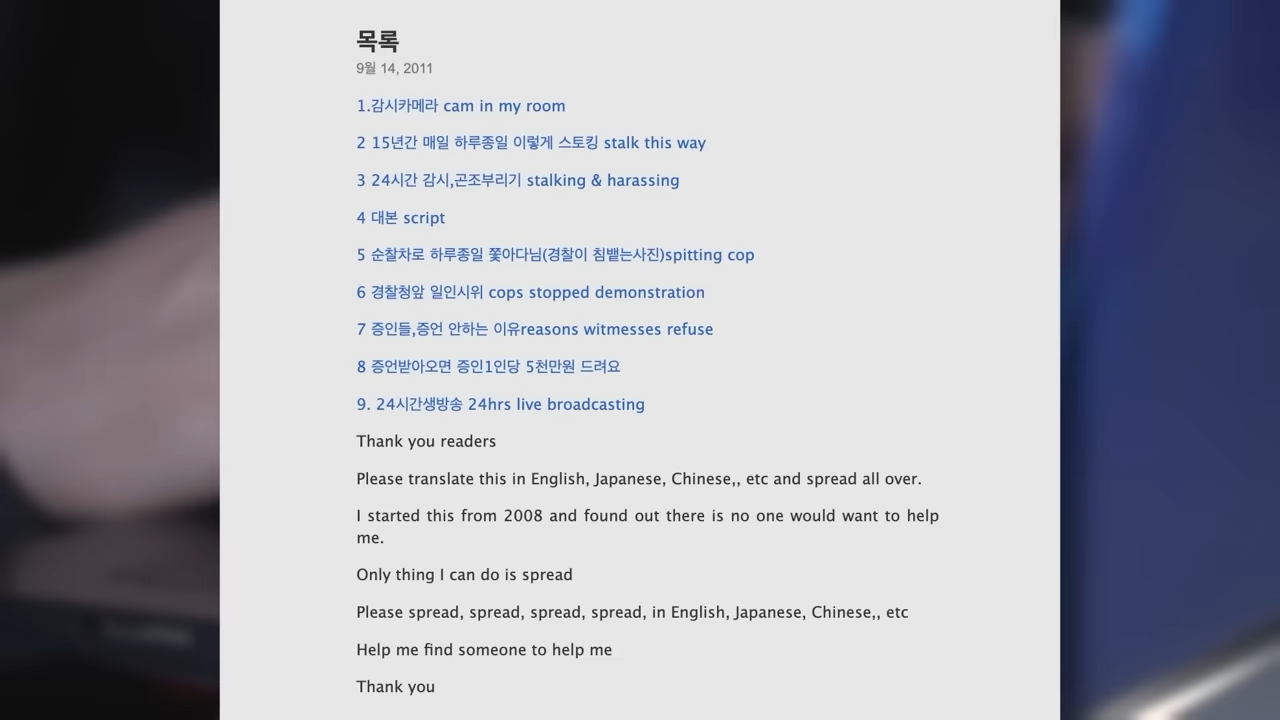 목록
9월 14, 2011
1.감시카메라 cam in my room
2 15년간 매일 하루종일 이렇게 스토킹 stalk this way
3 24시간 감시,곤조부리기 stalking & harassing
4 대본 script
5 순찰차로 하루종일 쫓아다님(경찰이 침뱉는사진)spitting cop
6 경찰청앞 일인시위 cops stopped demonstration
7 증인들,증언 안하는 이유reasons witmesses refuse
8 증언받아오면 증인1인당 5천만원 드려요
9. 24시간생방송 24hrs live broadcasting
Thank you readers
Please translate this in English, Japanese, Chinese,, etc and spread all over.
I started this from 2008 and found out there is no one would want to help
me.
Only thing I can do is spread
Please spread, spread, spread, spread, in English, Japanese, Chinese,, etc
Help me find someone to help me
Thank you